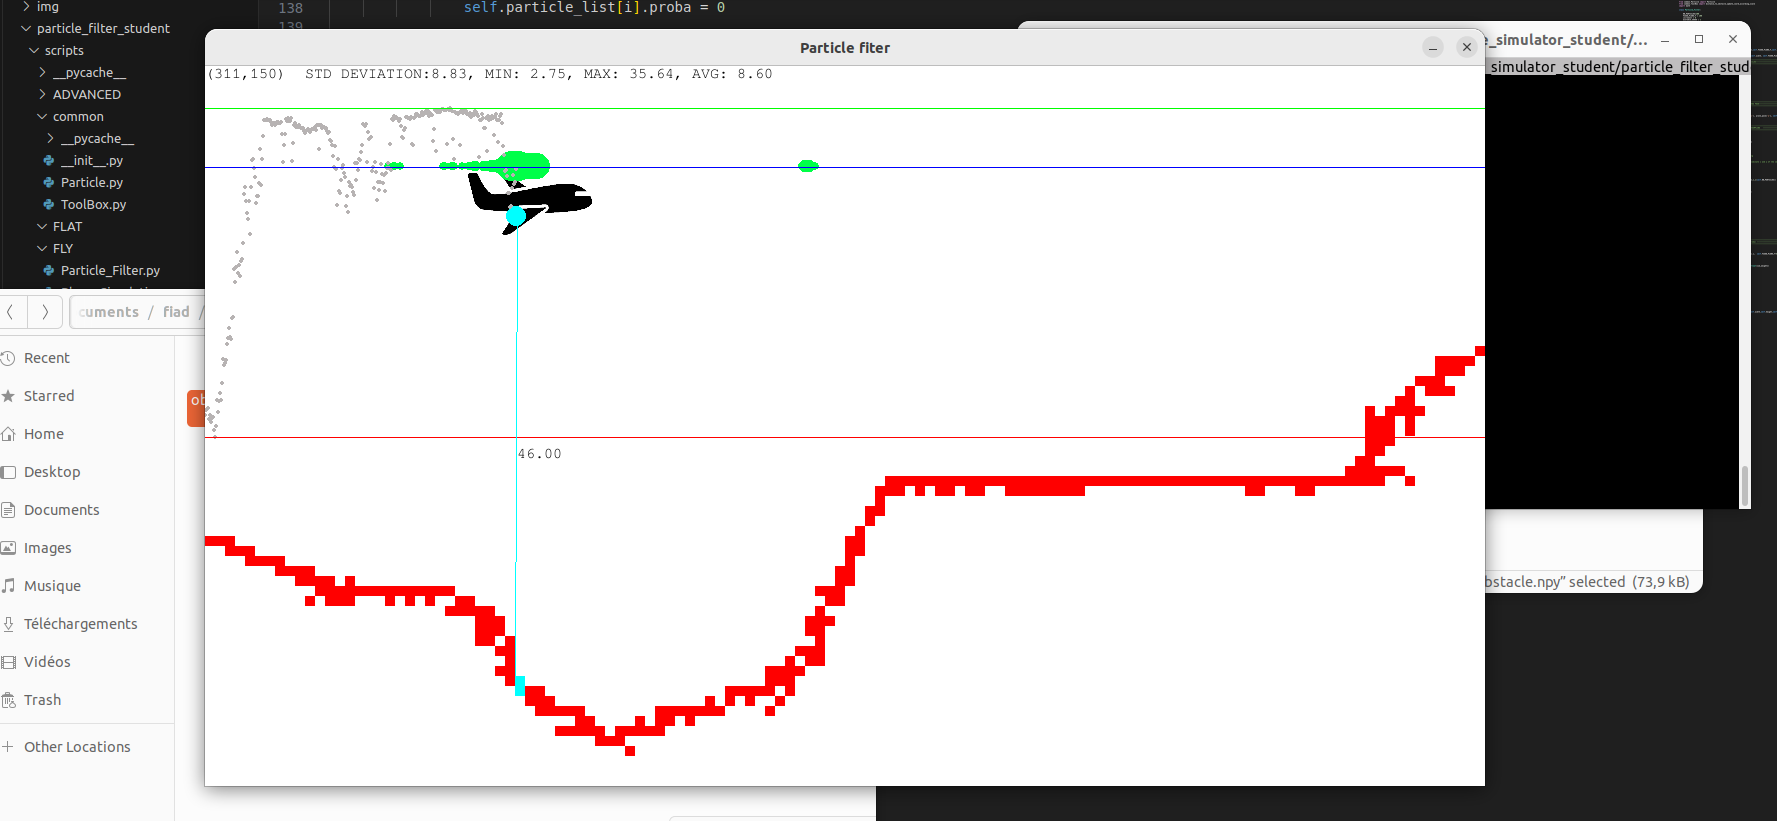 img
particle_filter_student
scripts
__pycache__
ADVANCED
common
__pycache__
__init__.py
Particle.py
ToolBox.py
FLAT
FLY
Particle_Filter.py
138 self.particle_list[i].proba = 0
139
Particle fiter
(311,150) STD DEVIATION:8.83, MIN: 2.75, MAX: 35.64, AVG: 8.60
46.00
e_simulator_student/...
_simulator_student/particle_filter_stud
cuments / fiad /
Recent
Starred
Home
Desktop
Documents
Images
Musique
Téléchargements
Vidéos
Trash
Other Locations
ob
bstacle.npy” selected (73,9 kB)